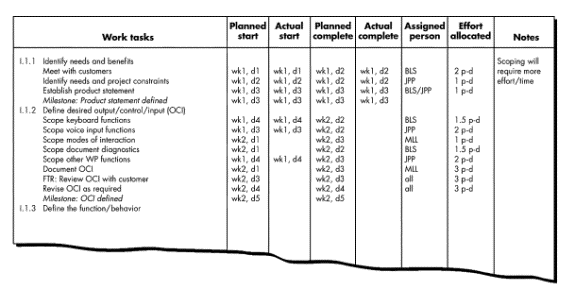 Work tasks Planned start Actual start Planned complete Actual complete Assigned person Effort allocated Notes
I.1.1 Identify needs and benefits Scoping will
Meet with customers wk1, d1 wk1, d1 wk1, d2 wk1, d2 BLS 2 p-d require more
Identify needs and project constraints wk1, d2 wk1, d2 wk1, d2 wk1, d2 JPP 1 p-d effort/time
Establish product statement wk1, d3 wk1, d3 wk1, d3 wk1, d3 BLS/JPP 1 p-d
Milestone: Product statement defined wk1, d3 wk1, d3 wk1, d3 wk1, d3
I.1.2 Define desired output/control/input (OCI)
Scope keyboard functions wk1, d4 wk1, d4 wk2, d2 BLS 1.5 p-d
Scope voice input functions wk1, d3 wk1, d3 wk2, d2 JPP 2 p-d
Scope modes of interaction wk2, d1 wk2, d3 MLL 1 p-d
Scope document diagnostics wk2, d1 wk2, d2 BLS 1.5 p-d
Scope other WP functions wk1, d4 wk1, d4 wk2, d3 JPP 2 p-d
Document OCI wk2, d1 wk2, d3 MLL 3 p-d
FTR: Review OCI with customer wk2, d3 wk2, d3 all 3 p-d
Revise OCI as required wk2, d4 wk2, d4 all 3 p-d
Milestone: OCI defined wk2, d5 wk2, d5
I.1.3 Define the function/behavior